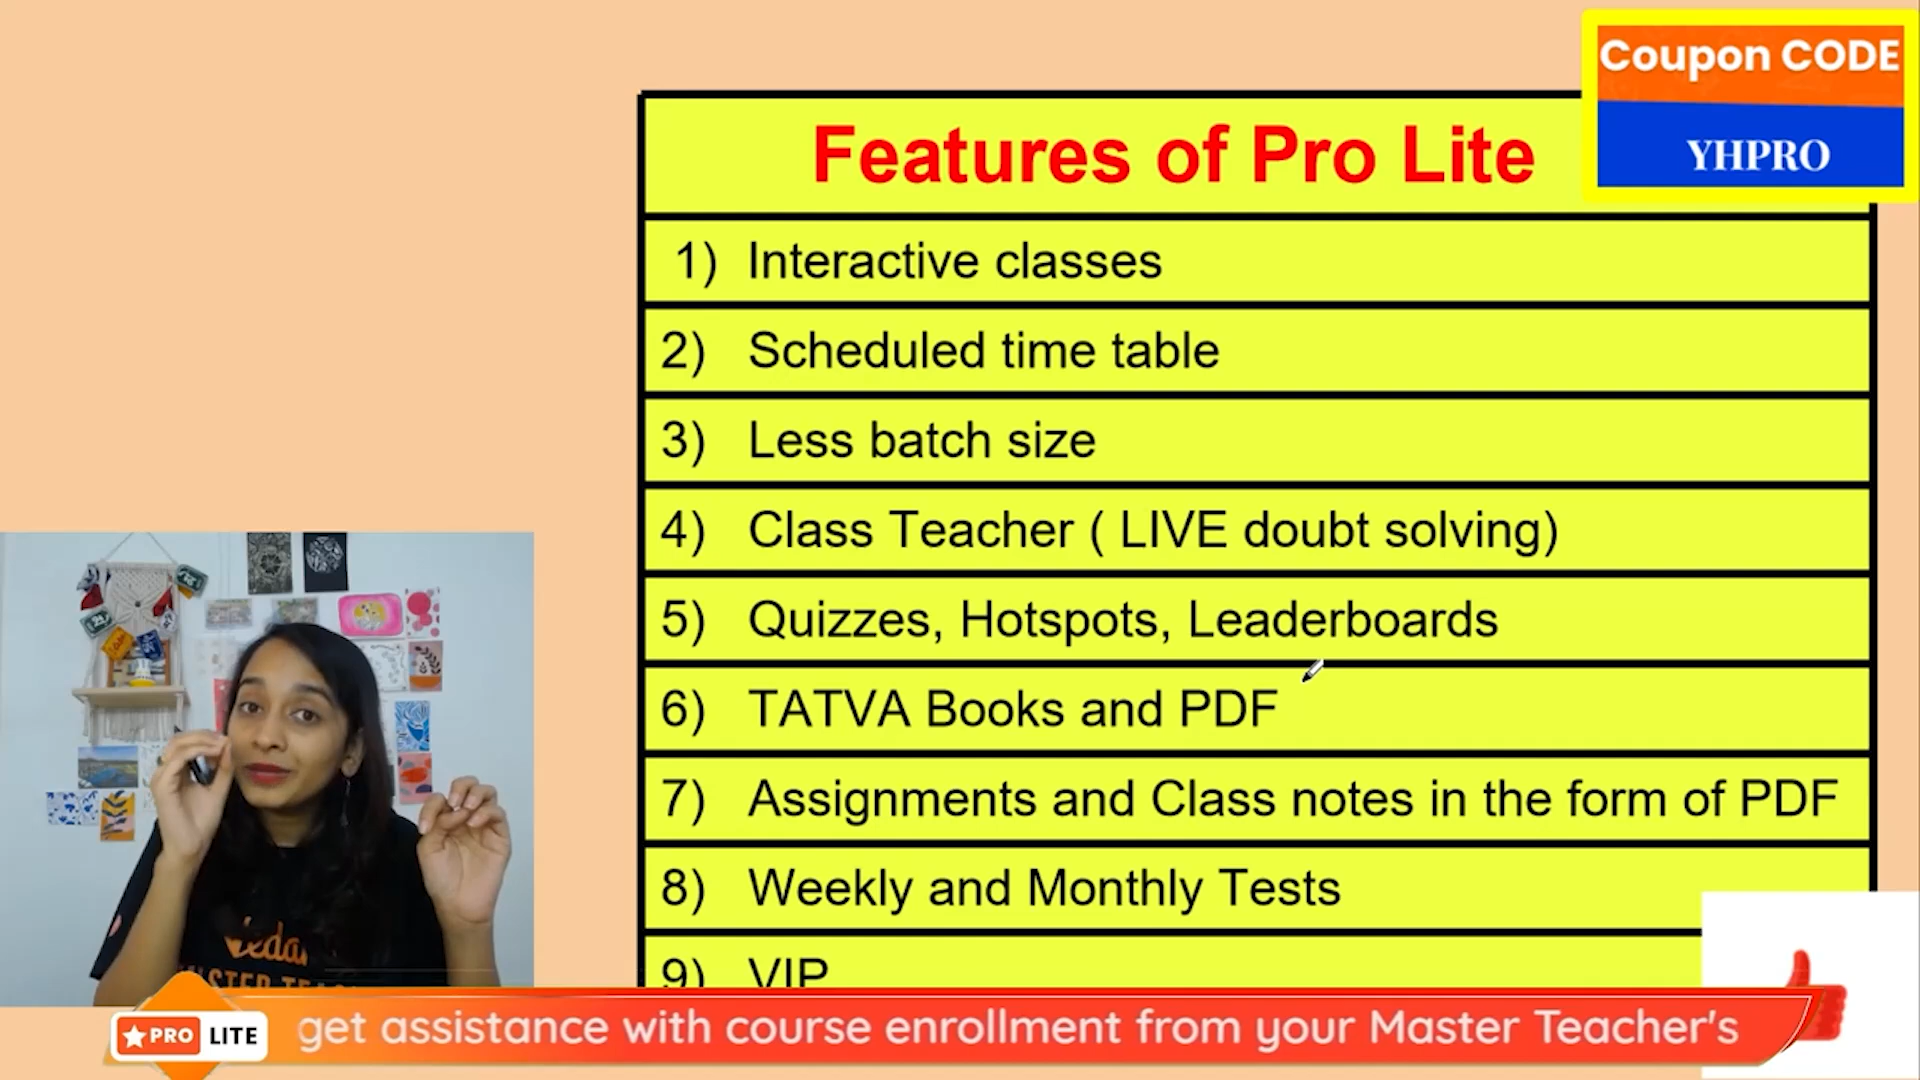 Coupon CODE
YHPRO
Features of Pro Lite
1) Interactive classes
2) Scheduled time table
3) Less batch size
4) Class Teacher ( LIVE doubt solving)
5) Quizzes, Hotspots, Leaderboards
6) TATVA Books and PDF
7) Assignments and Class notes in the form of PDF
8) Weekly and Monthly Tests
9) VIP
PRO LITE get assistance with course enrollment from your Master Teacher's